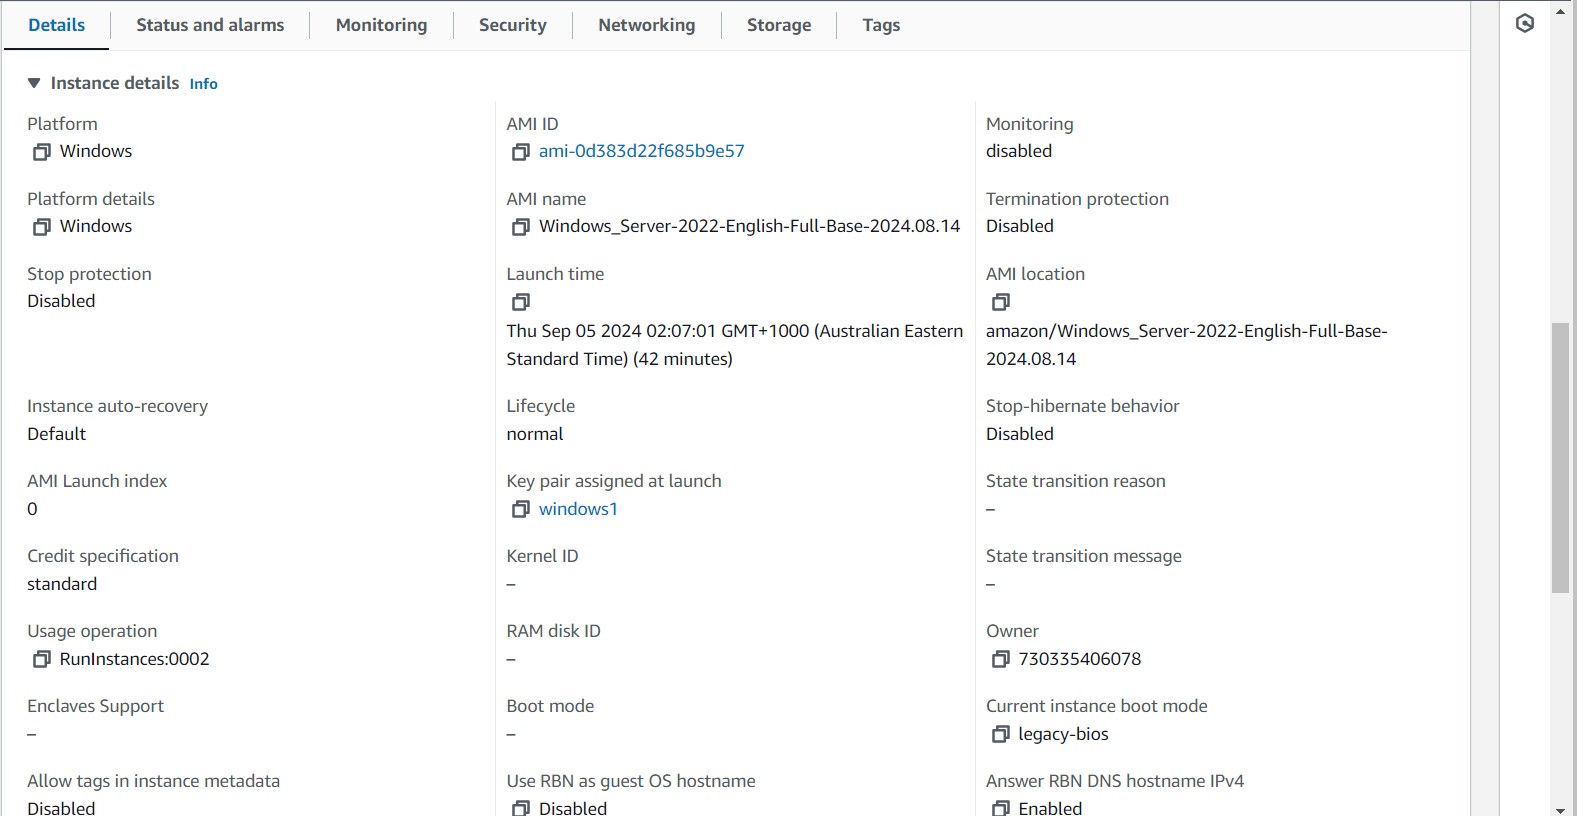 Details
Status and alarms
Monitoring
Security
Networking
Storage
Tags
Instance details Info
Platform
Windows
AMI ID
ami-0d383d22f685b9e57
Monitoring
disabled
Platform details
Windows
AMI name
Windows_Server-2022-English-Full-Base-2024.08.14
Termination protection
Disabled
Stop protection
Disabled
Launch time
Thu Sep 05 2024 02:07:01 GMT+1000 (Australian Eastern
Standard Time) (42 minutes)
AMI location
amazon/Windows_Server-2022-English-Full-Base-
2024.08.14
Instance auto-recovery
Default
Lifecycle
normal
Stop-hibernate behavior
Disabled
AMI Launch index
0
Key pair assigned at launch
windows1
State transition reason
–
Credit specification
standard
Kernel ID
–
State transition message
–
Usage operation
RunInstances:0002
RAM disk ID
–
Owner
730335406078
Enclaves Support
–
Boot mode
–
Current instance boot mode
legacy-bios
Allow tags in instance metadata
Disabled
Use RBN as guest OS hostname
Disabled
Answer RBN DNS hostname IPv4
Enabled